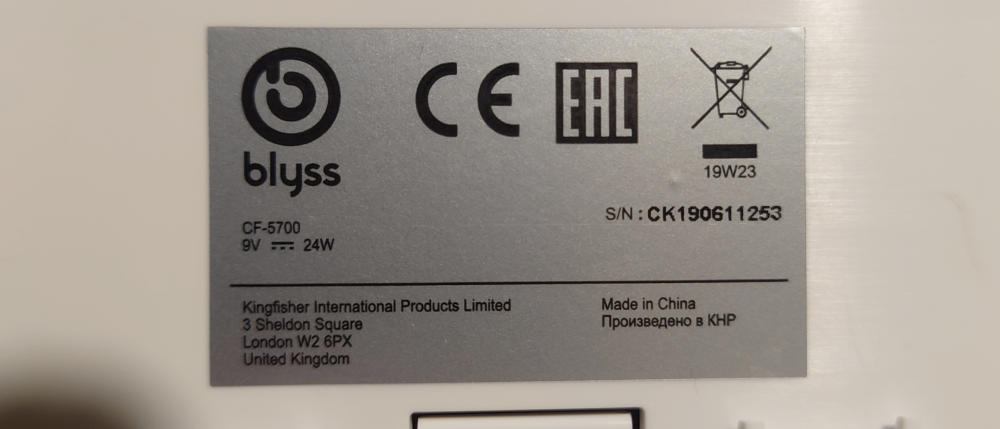 blyss
CE
EAC
19W23
S/N : CK190611253
CF-5700
9V ⎓ 24W
Kingfisher International Products Limited
3 Sheldon Square
London W2 6PX
United Kingdom
Made in China
Произведено в КНР